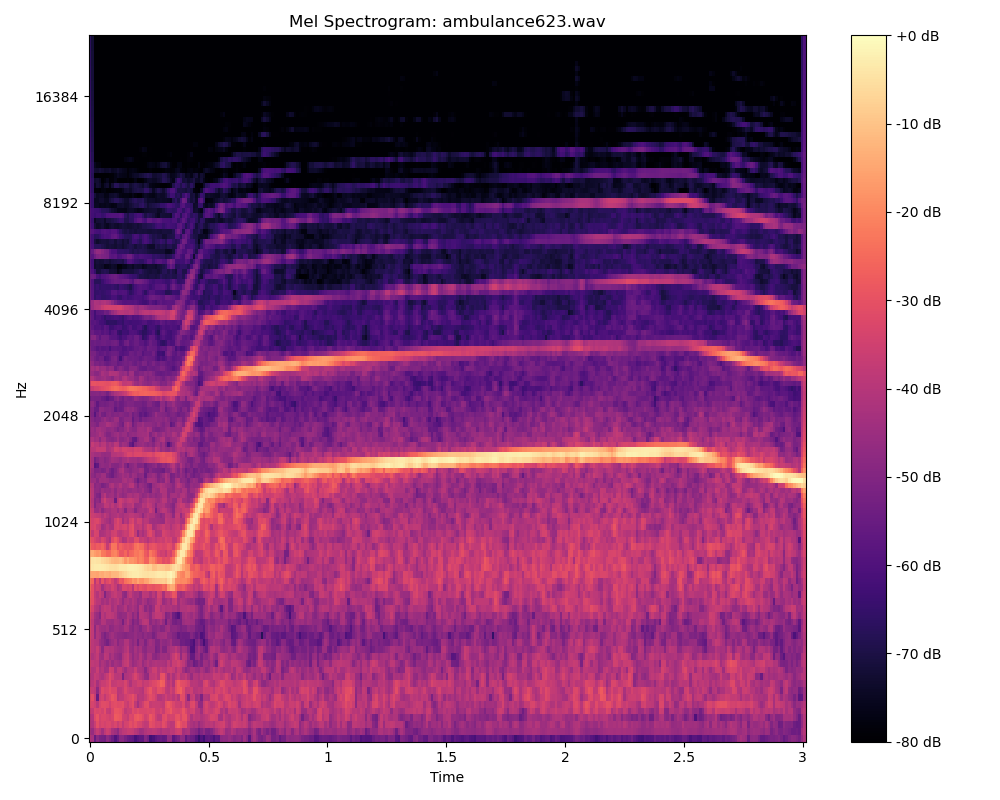 Mel Spectrogram: ambulance623.wav
Hz
16384
8192
4096
2048
1024
512
0
0
0.5
1
1.5
2
2.5
3
Time
+0 dB
-10 dB
-20 dB
-30 dB
-40 dB
-50 dB
-60 dB
-70 dB
-80 dB